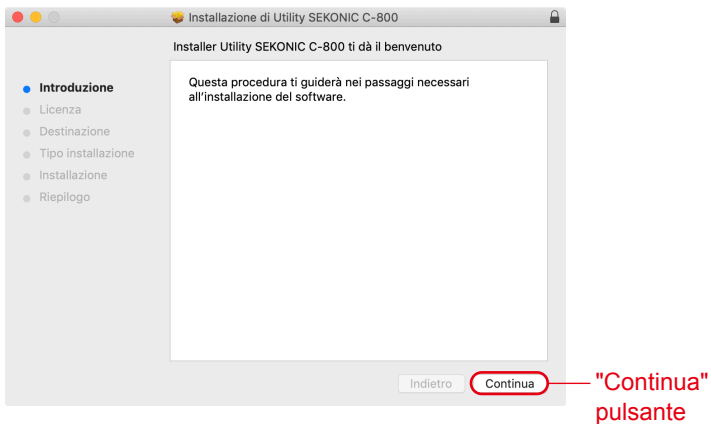 Installazione di Utility SEKONIC C-800
Installer Utility SEKONIC C-800 ti dà il benvenuto
Introduzione
Licenza
Destinazione
Tipo installazione
Installazione
Riepilogo
Questa procedura ti guiderà nei passaggi necessari
all'installazione del software.
Indietro
Continua
"Continua"
pulsante